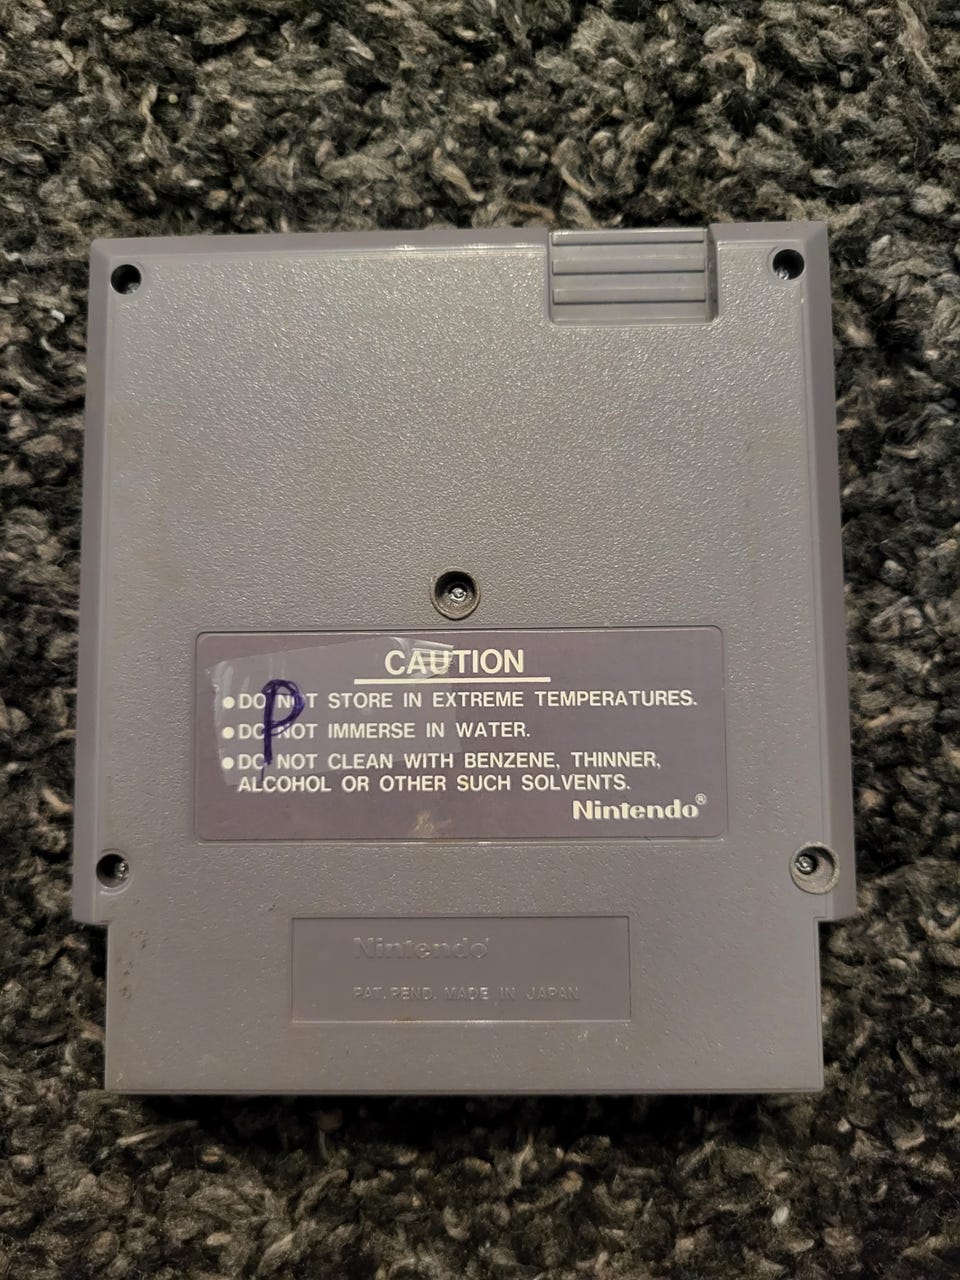 CAUTION
● DO NOT STORE IN EXTREME TEMPERATURES.
● DO NOT IMMERSE IN WATER.
● DO NOT CLEAN WITH BENZENE, THINNER,
ALCOHOL OR OTHER SUCH SOLVENTS.
P
Nintendo®
Nintendo
PAT. PEND. MADE IN JAPAN